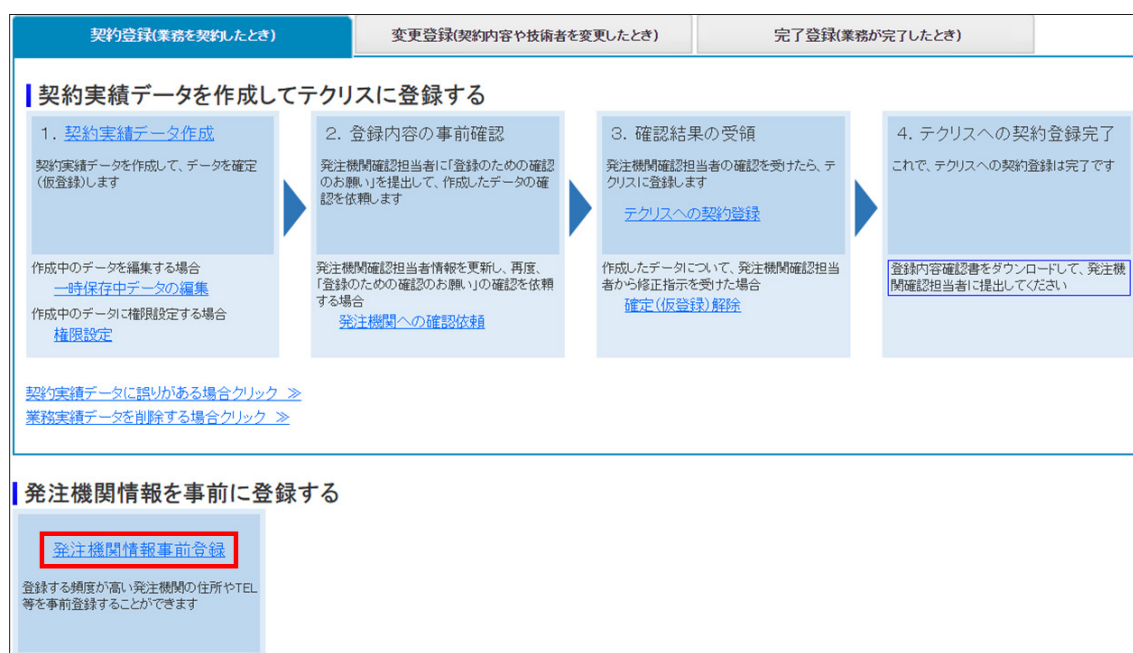 契約登録(業務を契約したとき)
変更登録(契約内容や技術者を変更したとき)
完了登録(業務が完了したとき)
契約実績データを作成してテクリスに登録する
1. 契約実績データ作成
契約実績データを作成して、データを確定
(仮登録)します
作成中のデータを編集する場合
一時保存中データの編集
作成中のデータに権限設定する場合
権限設定
2. 登録内容の事前確認
発注機関確認担当者に「登録のための確認
のお願い」を提出して、作成したデータの確
認を依頼します
発注機関確認担当者情報を更新し、再度、
「登録のための確認のお願い」の確認を依頼
する場合
発注機関への確認依頼
3. 確認結果の受領
発注機関確認担当者の確認を受けたら、テ
クリスに登録します
テクリスへの契約登録
作成したデータについて、発注機関確認担当
者から修正指示を受けた場合
確定(仮登録)解除
4. テクリスへの契約登録完了
これで、テクリスへの契約登録は完了です
登録内容確認書をダウンロードして、発注機
関確認担当者に提出してください
契約実績データに誤りがある場合クリック ≫
業務実績データを削除する場合クリック ≫
発注機関情報を事前に登録する
発注機関情報事前登録
登録する頻度が高い発注機関の住所やTEL
等を事前登録することができます